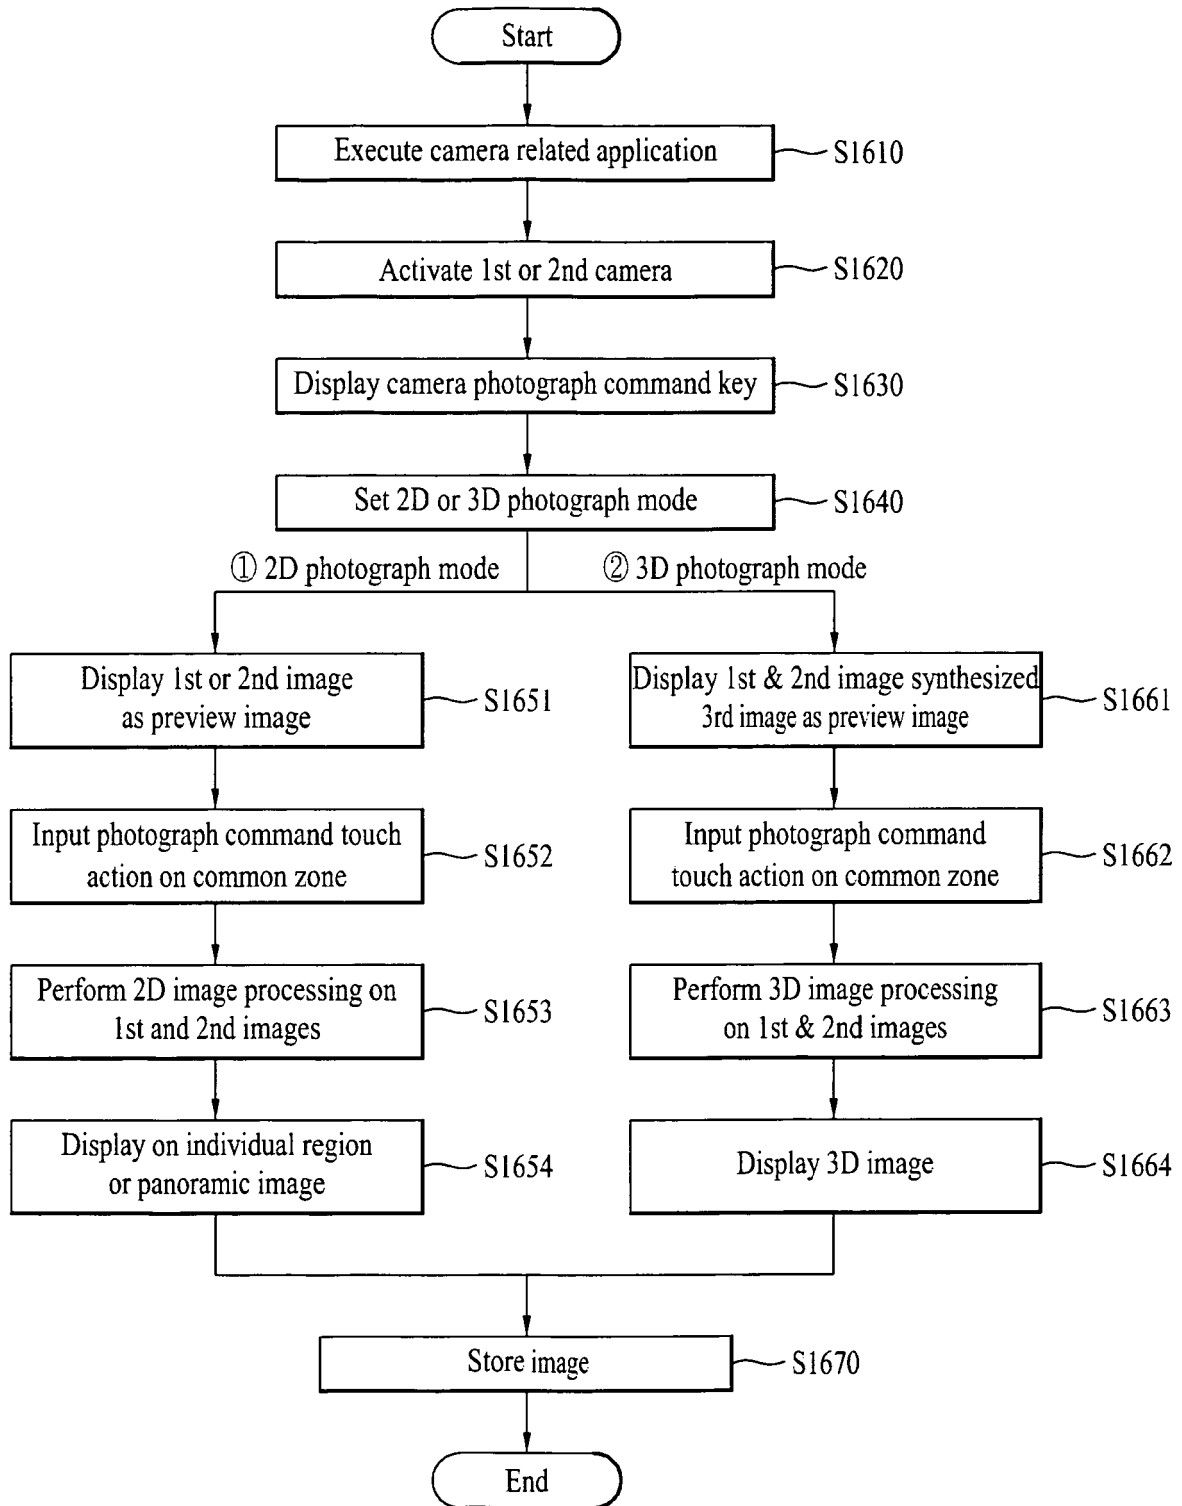 Start
Execute camera related application
S1610
Activate 1st or 2nd camera
S1620
Display camera photograph command key
S1630
Set 2D or 3D photograph mode
S1640
① 2D photograph mode
② 3D photograph mode
Display 1st or 2nd image
as preview image
S1651
Display 1st & 2nd image synthesized
3rd image as preview image
S1661
Input photograph command touch
action on common zone
S1652
Input photograph command
touch action on common zone
S1662
Perform 2D image processing on
1st and 2nd images
S1653
Perform 3D image processing
on 1st & 2nd images
S1663
Display on individual region
or panoramic image
S1654
Display 3D image
S1664
Store image
S1670
End